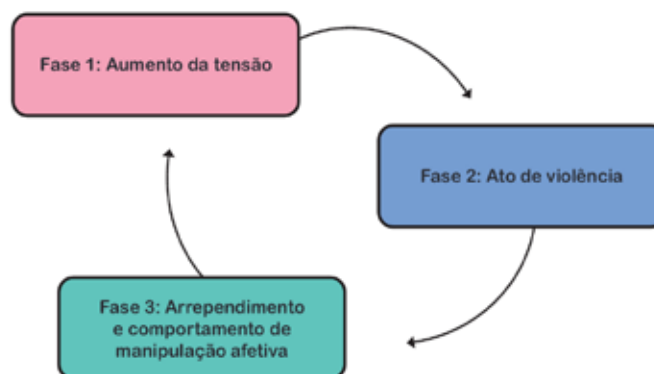 Fase 1: Aumento da tensão
Fase 2: Ato de violência
Fase 3: Arrependimento
e comportamento de
manipulação afetiva